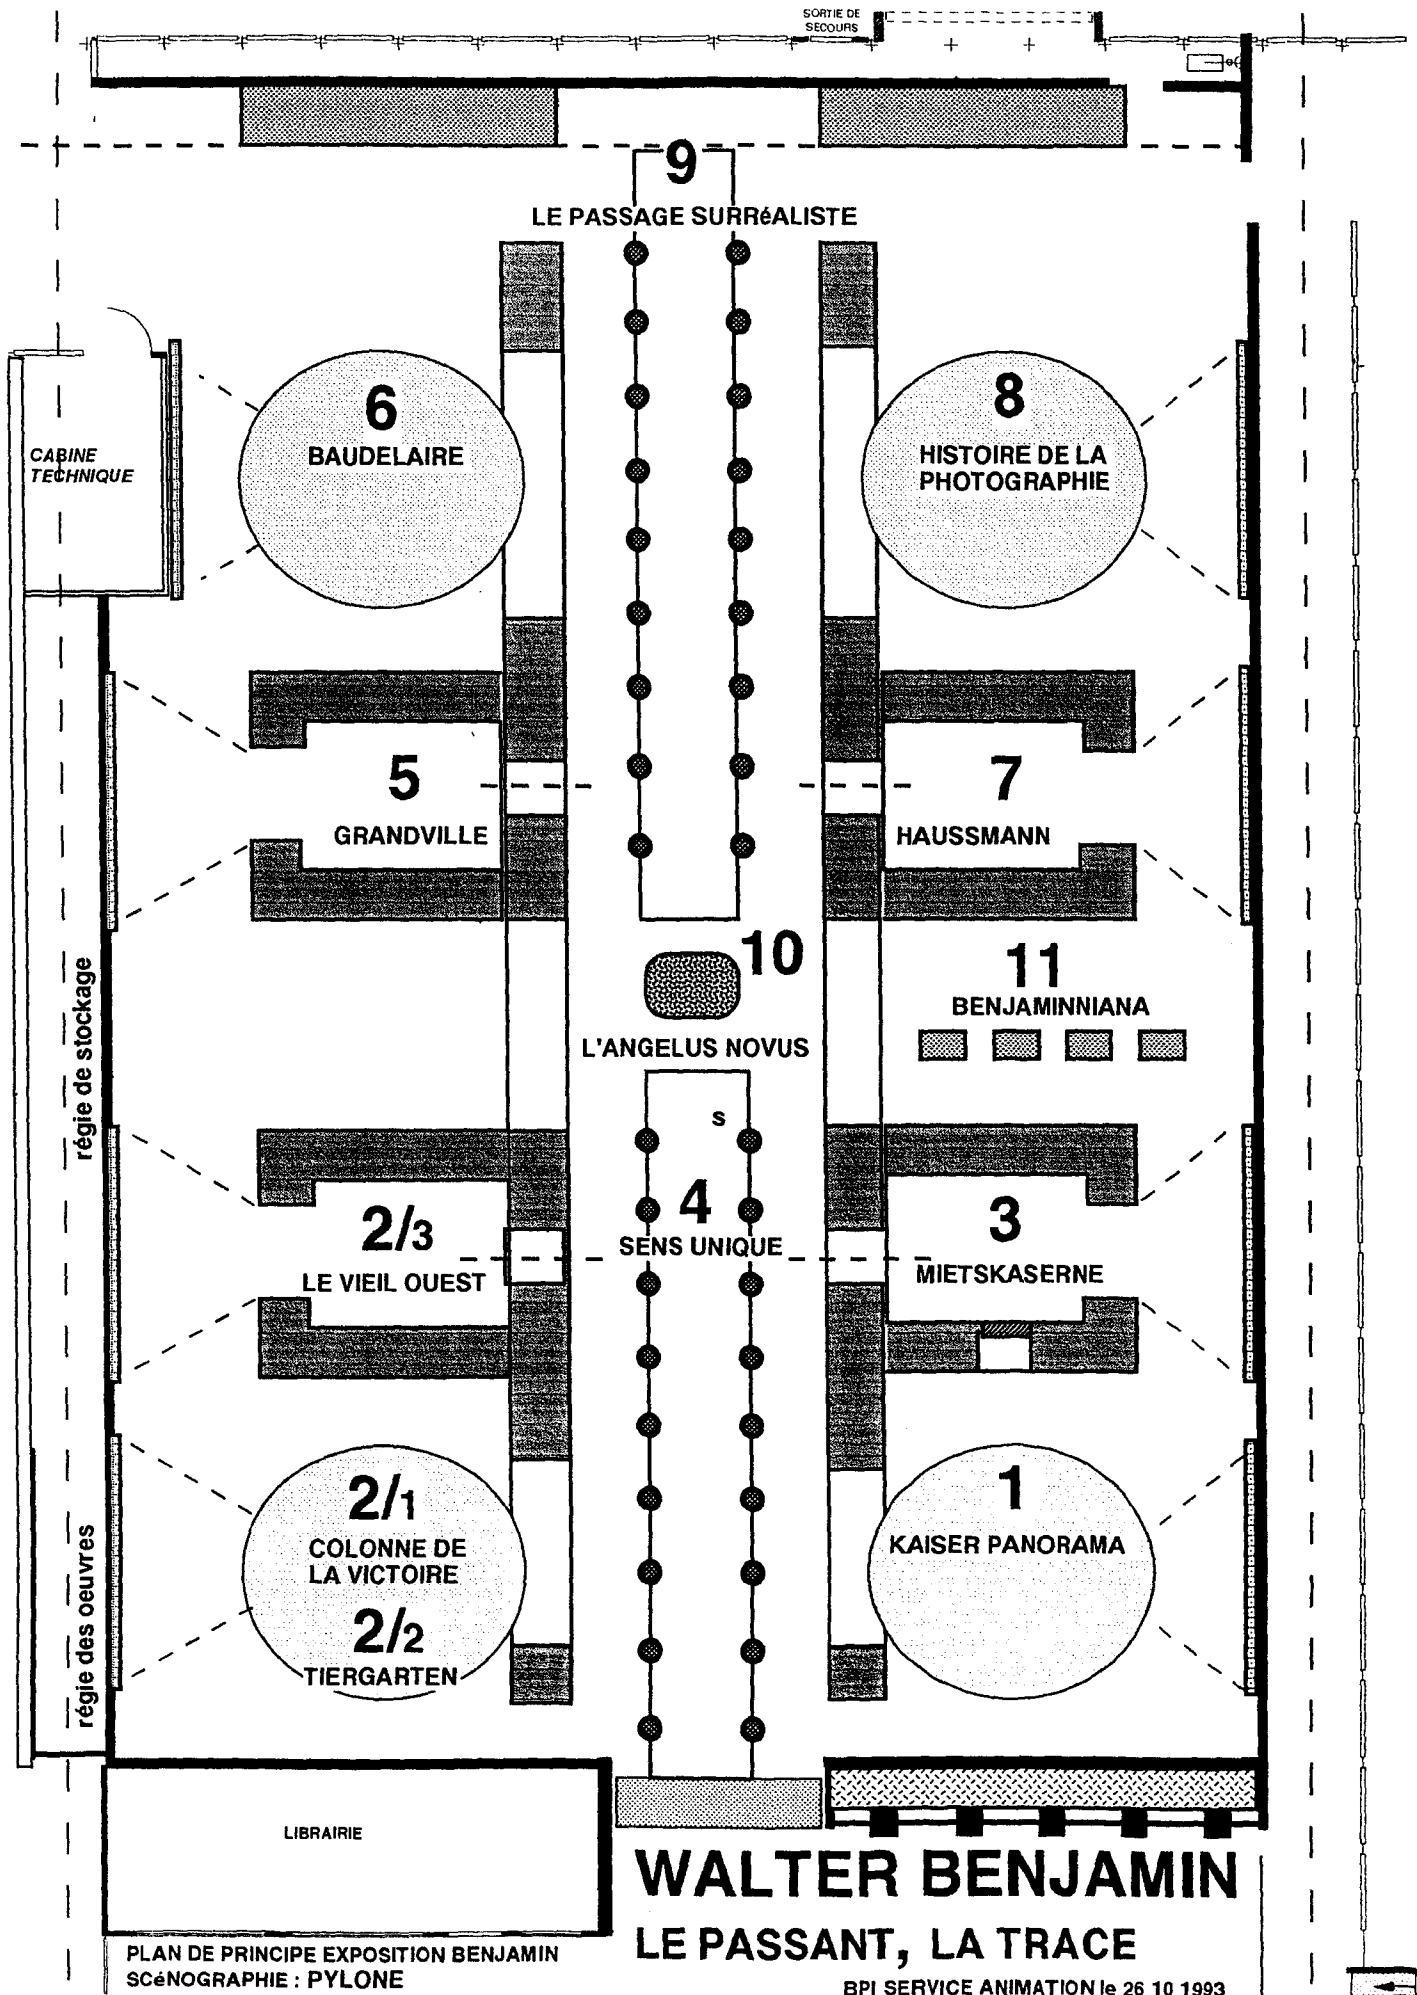 SORTIE DE
SECOURS
9
LE PASSAGE SURRéALISTE
6
BAUDELAIRE
8
HISTOIRE DE LA
PHOTOGRAPHIE
CABINE
TECHNIQUE
5
GRANDVILLE
7
HAUSSMANN
10
L'ANGELUS NOVUS
11
BENJAMINNIANA
régie de stockage
s
4
SENS UNIQUE
2/3
LE VIEIL OUEST
3
MIETSKASERNE
2/1
COLONNE DE
LA VICTOIRE
2/2
TIERGARTEN
1
KAISER PANORAMA
régie des oeuvres
LIBRAIRIE
WALTER BENJAMIN
LE PASSANT, LA TRACE
PLAN DE PRINCIPE EXPOSITION BENJAMIN
SCéNOGRAPHIE : PYLONE
BPI SERVICE ANIMATION le 26 10 1993